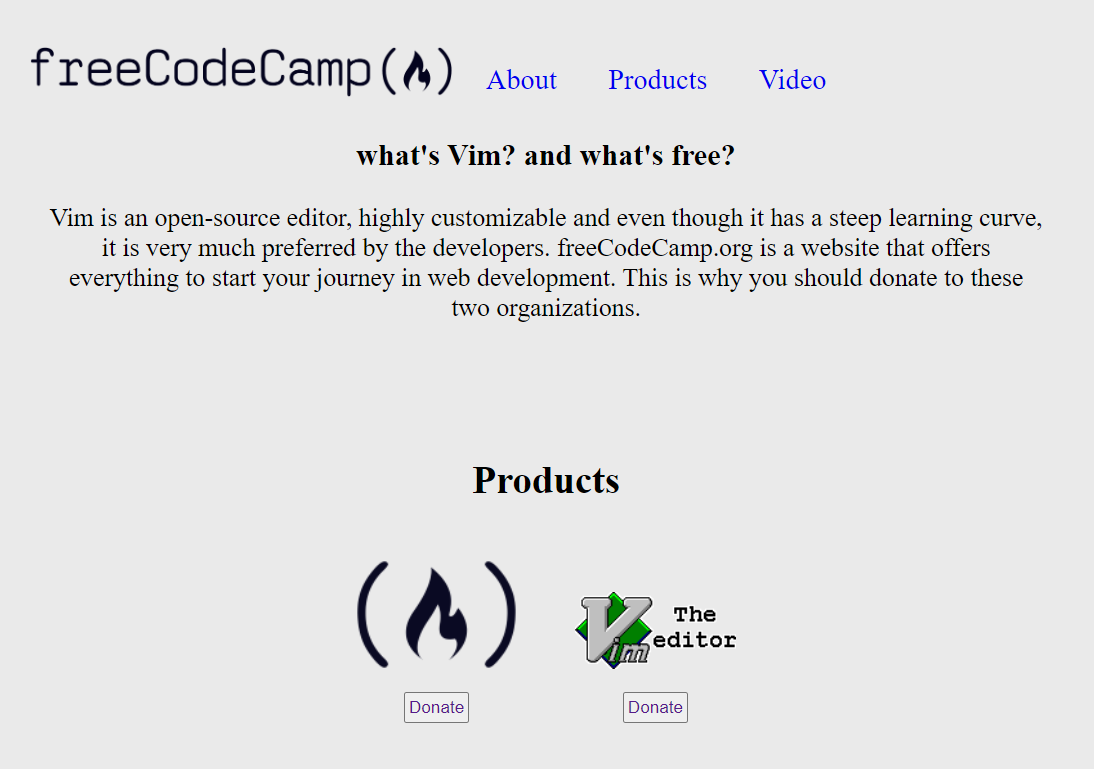 freeCodeCamp About Products Video
what's Vim? and what's free?
Vim is an open-source editor, highly customizable and even though it has a steep learning curve,
it is very much preferred by the developers. freeCodeCamp.org is a website that offers
everything to start your journey in web development. This is why you should donate to these
two organizations.
Products
Vim The
editor
Donate Donate